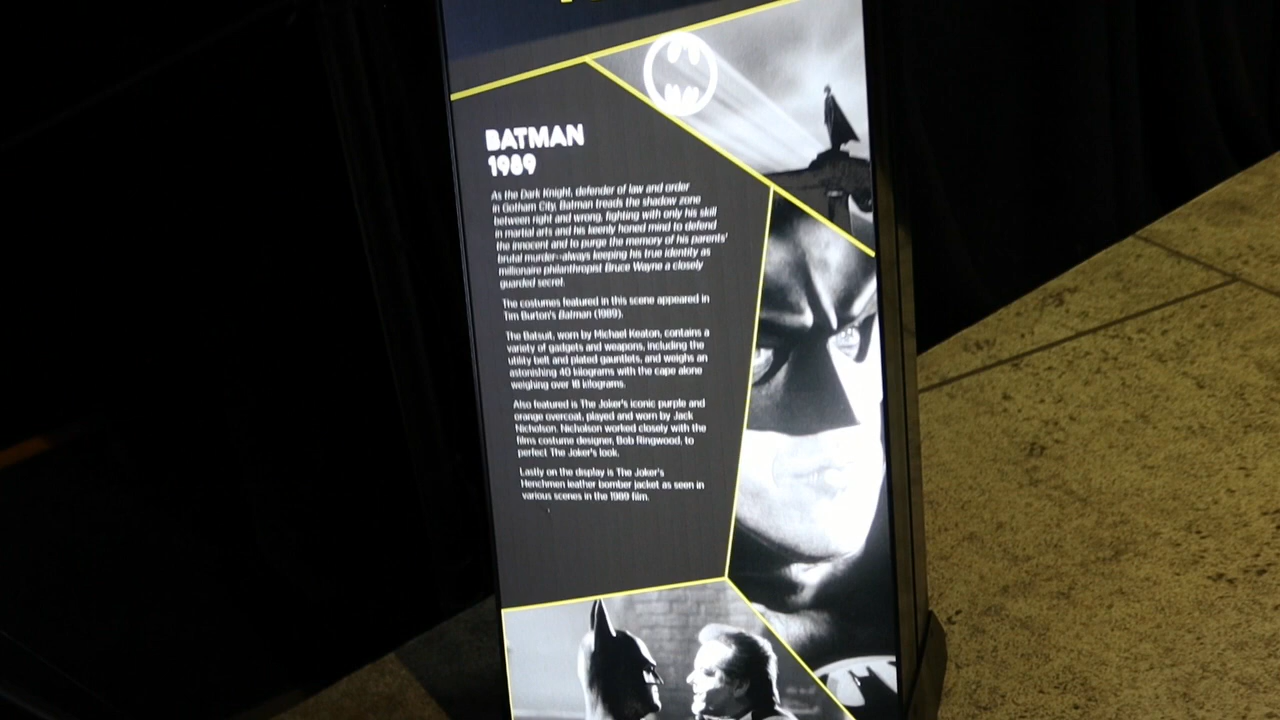 BATMAN
1989
As the Dark Knight, defender of law and order
in Gotham City, Batman treads the shadow zone
between right and wrong, fighting with only his skill
in martial arts and his keenly honed mind to defend
the innocent and to purge the memory of his parents'
brutal murder--always keeping his true identity as
millionaire philanthropist Bruce Wayne a closely
guarded secret.
The costumes featured in this scene appeared in
Tim Burton's Batman (1989).
The Batsuit, worn by Michael Keaton, contains a
variety of gadgets and weapons, including the
utility belt and plated gauntlets, and weighs an
astonishing 40 kilograms with the cape alone
weighing over 18 kilograms.
Also featured is The Joker's iconic purple and
orange overcoat, played and worn by Jack
Nicholson. Nicholson worked closely with the
films costume designer, Bob Ringwood, to
perfect The Joker's look.
Lastly on the display is The Joker's
Henchmen leather bomber jacket as seen in
various scenes in the 1989 film.